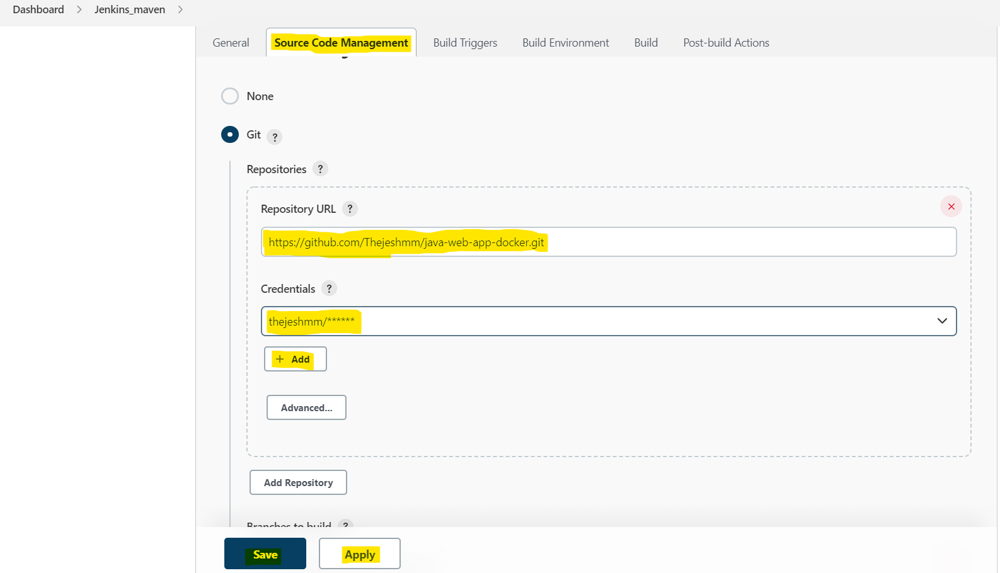 Dashboard > Jenkins_maven >
General Source Code Management Build Triggers Build Environment Build Post-build Actions
None
Git ?
Repositories ?
Repository URL ?
https://github.com/Thejeshmm/java-web-app-docker.git
Credentials ?
thejeshmm/******
+ Add
Advanced...
Add Repository
Branches to build ?
Save Apply